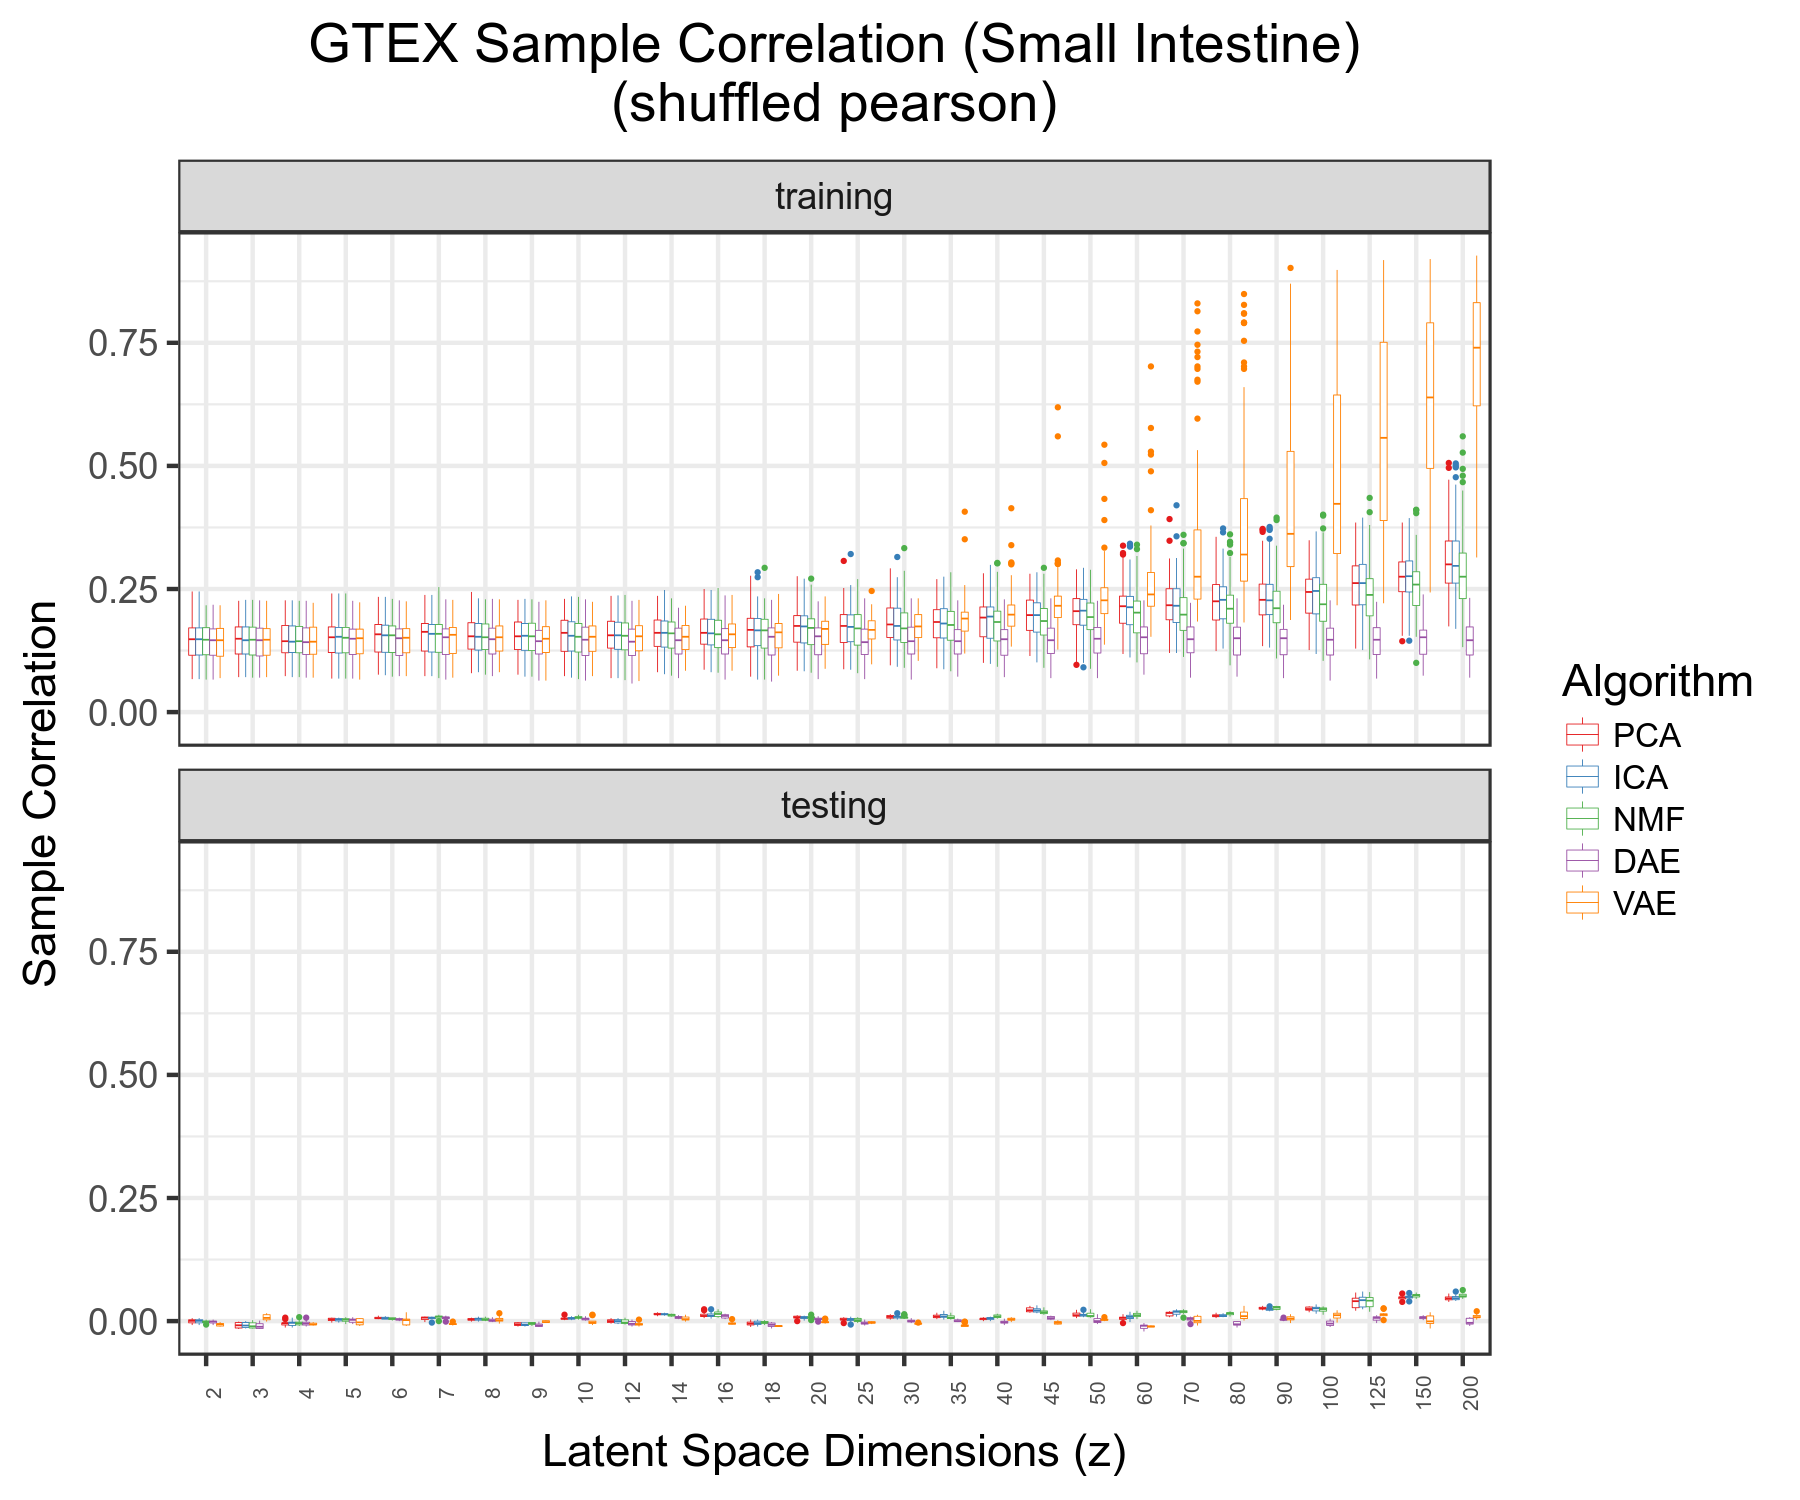 GTEX Sample Correlation (Small Intestine)
(shuffled pearson)
training
0.75
0.50
0.25
0.00
testing
0.75
0.50
0.25
0.00
Sample Correlation
2 3 4 5 6 7 8 9 10 12 14 16 18 20 25 30 35 40 45 50 60 70 80 90 100 125 150 200
Latent Space Dimensions (z)
Algorithm
PCA
ICA
NMF
DAE
VAE